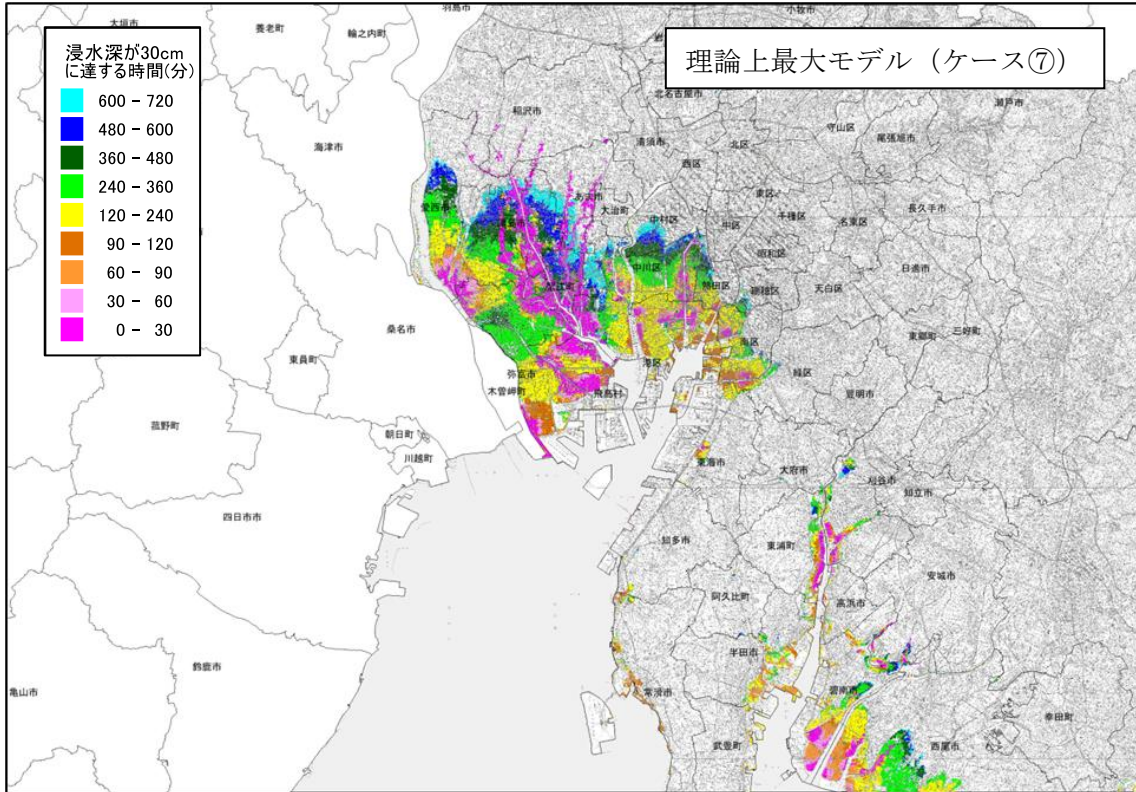 羽島市
小牧市
大垣市
養老町
輪之内町
浸水深が30cm
に達する時間(分)
600 - 720
480 - 600
360 - 480
240 - 360
120 - 240
90 - 120
60 - 90
30 - 60
0 - 30
理論上最大モデル（ケース⑦）
北名古屋市
瀬戸市
稲沢市
海津市
清須市
北区
守山区
尾張旭市
西区
愛西市
あま市
大治町
東区
中村区
中区
千種区
名東区
長久手市
津島市
昭和区
中川区
日進市
蟹江町
熱田区
瑞穂区
天白区
桑名市
東郷町
三好町
東員町
南区
港区
緑区
弥富市
木曽岬町
飛島村
豊明市
菰野町
朝日町
川越町
東海市
大府市
刈谷市
知立市
四日市市
知多市
東浦町
安城市
阿久比町
高浜市
半田市
鈴鹿市
亀山市
常滑市
碧南市
武豊町
西尾市
幸田町